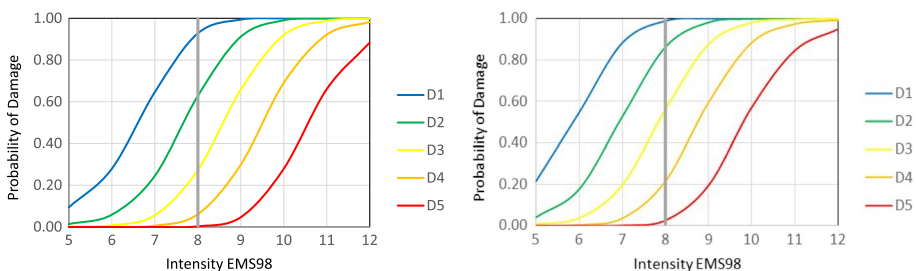 Probability of Damage
1.00
0.80
0.60
0.40
0.20
0.00
5 6 7 8 9 10 11 12
Intensity EMS98
D1
D2
D3
D4
D5
Probability of Damage
1.00
0.80
0.60
0.40
0.20
0.00
5 6 7 8 9 10 11 12
Intensity EMS98
D1
D2
D3
D4
D5